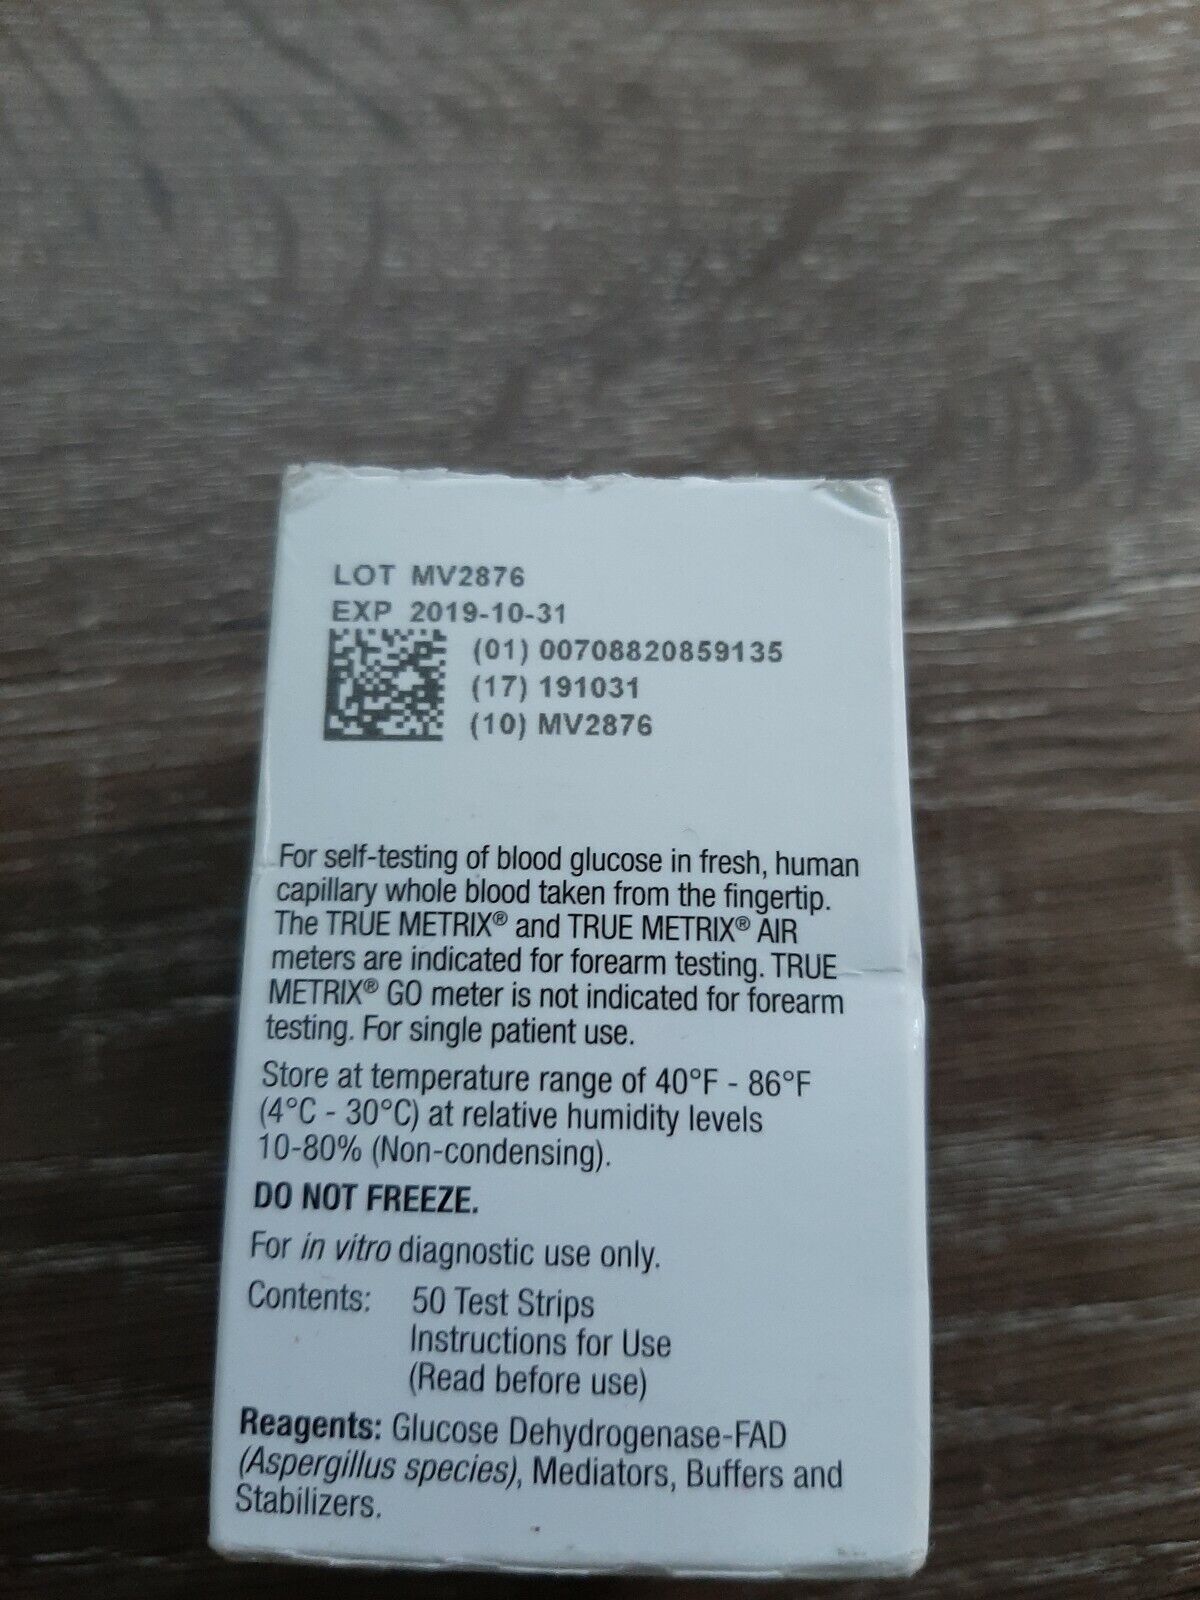 LOT MV2876
EXP 2019-10-31
(01) 00708820859135
(17) 191031
(10) MV2876
For self-testing of blood glucose in fresh, human
capillary whole blood taken from the fingertip.
The TRUE METRIX® and TRUE METRIX® AIR
meters are indicated for forearm testing. TRUE
METRIX® GO meter is not indicated for forearm
testing. For single patient use.
Store at temperature range of 40°F - 86°F
(4°C - 30°C) at relative humidity levels
10-80% (Non-condensing).
DO NOT FREEZE.
For in vitro diagnostic use only.
Contents: 50 Test Strips
Instructions for Use
(Read before use)
Reagents: Glucose Dehydrogenase-FAD
(Aspergillus species), Mediators, Buffers and
Stabilizers.